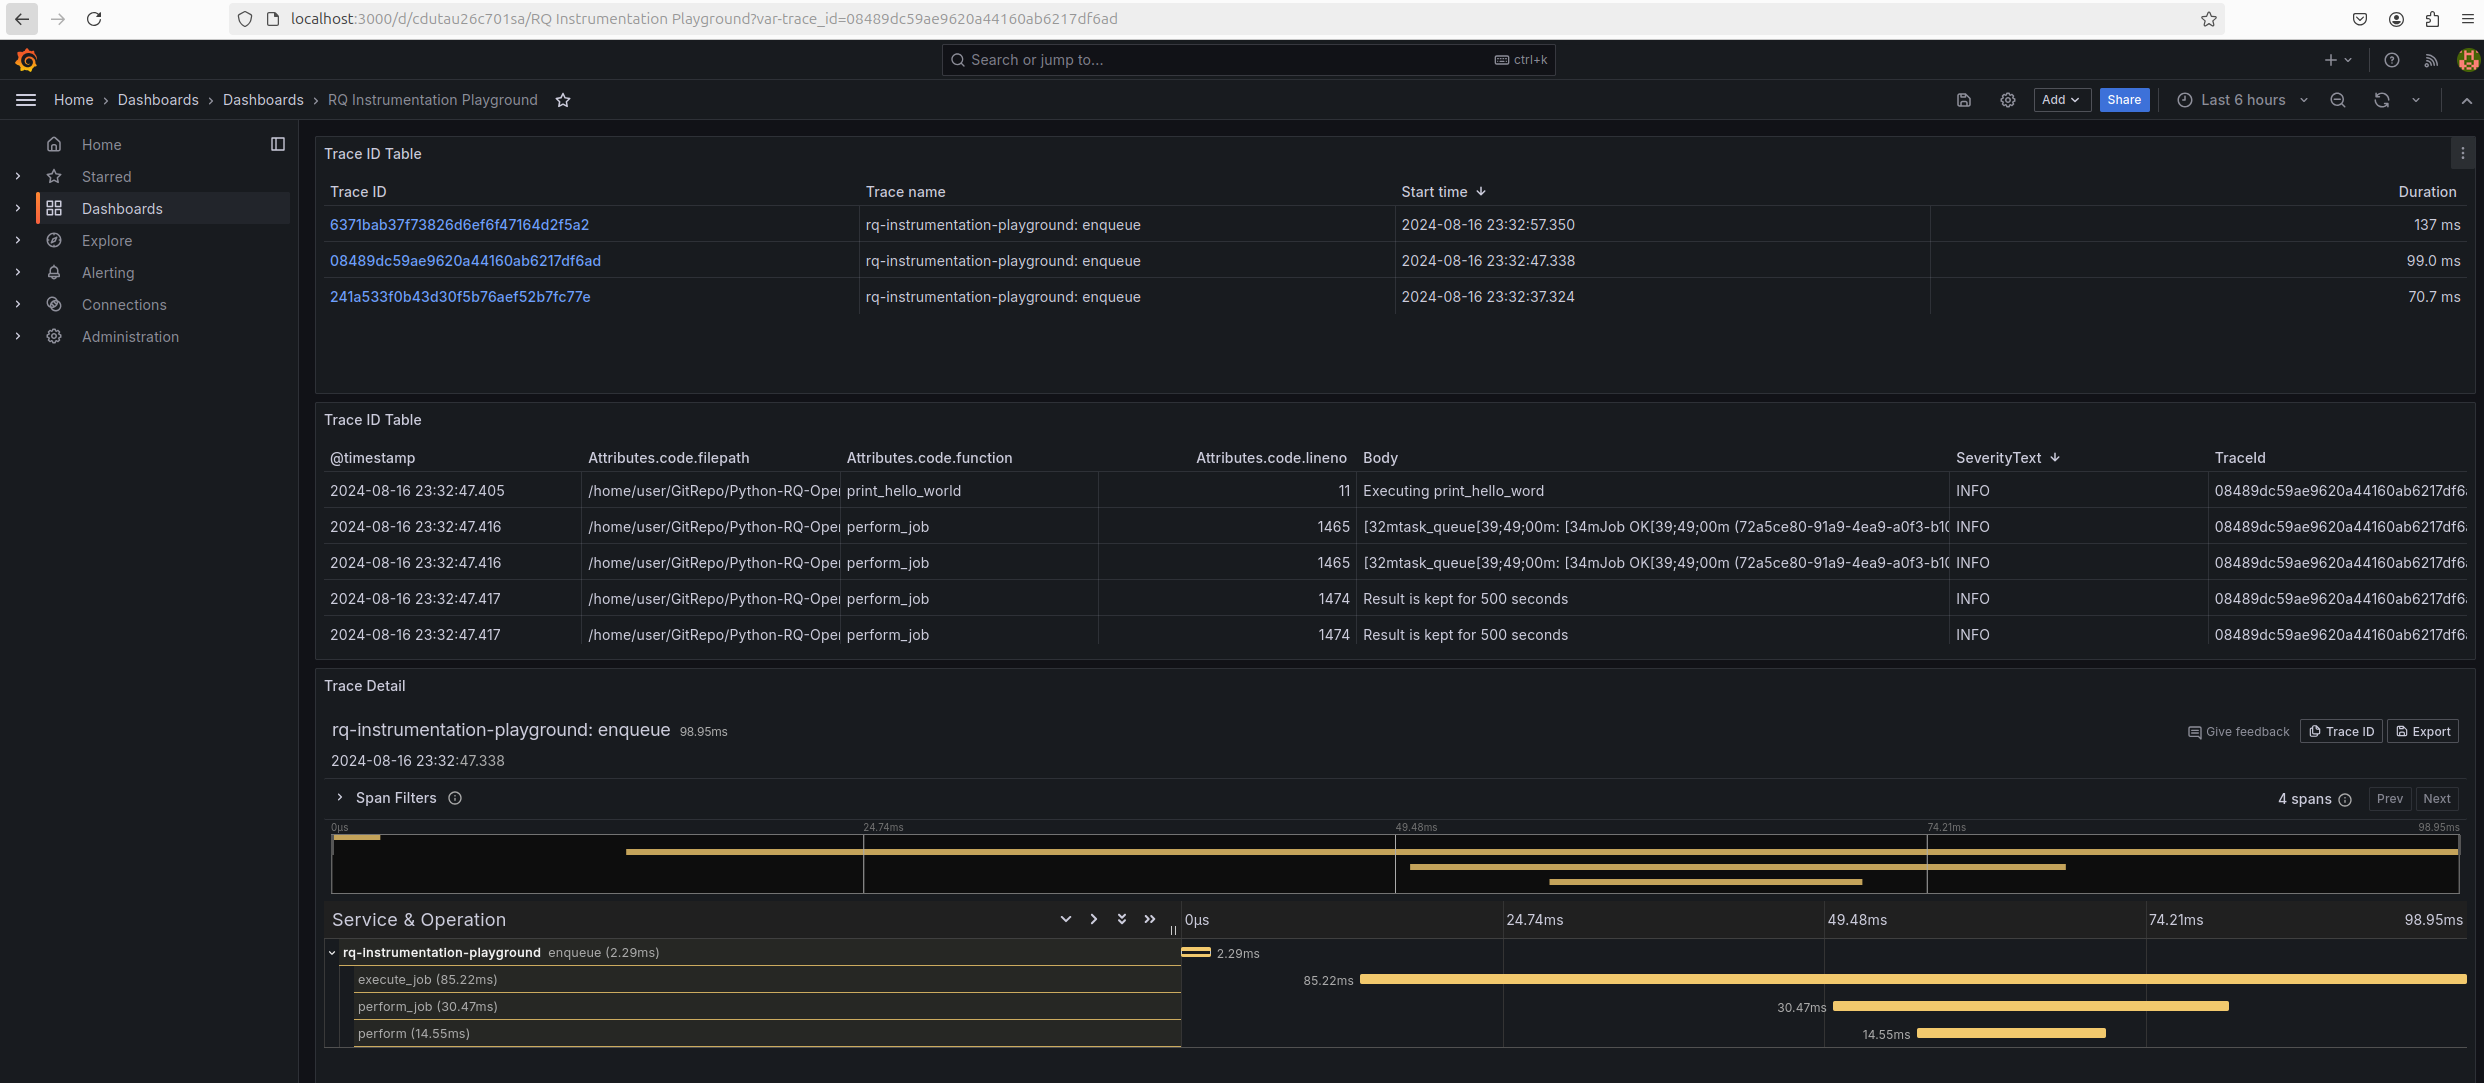 localhost:3000/d/cdutau26c701sa/RQ Instrumentation Playground?var-trace_id=08489dc59ae9620a44160ab6217df6ad
Search or jump to... ctrl+k
Home › Dashboards › Dashboards › RQ Instrumentation Playground Add Share Last 6 hours
Home
Starred
Dashboards
Explore
Alerting
Connections
Administration
Trace ID Table
Trace ID Trace name Start time Duration
6371bab37f73826d6ef6f47164d2f5a2 rq-instrumentation-playground: enqueue 2024-08-16 23:32:57.350 137 ms
08489dc59ae9620a44160ab6217df6ad rq-instrumentation-playground: enqueue 2024-08-16 23:32:47.338 99.0 ms
241a533f0b43d30f5b76aef52b7fc77e rq-instrumentation-playground: enqueue 2024-08-16 23:32:37.324 70.7 ms
Trace ID Table
@timestamp Attributes.code.filepath Attributes.code.function Attributes.code.lineno Body SeverityText TraceId
2024-08-16 23:32:47.405 /home/user/GitRepo/Python-RQ-Oper print_hello_world 11 Executing print_hello_word INFO 08489dc59ae9620a44160ab6217df6
2024-08-16 23:32:47.416 /home/user/GitRepo/Python-RQ-Oper perform_job 1465 [32mtask_queue[39;49;00m: [34mJob OK[39;49;00m (72a5ce80-91a9-4ea9-a0f3-b10 INFO 08489dc59ae9620a44160ab6217df6
2024-08-16 23:32:47.416 /home/user/GitRepo/Python-RQ-Oper perform_job 1465 [32mtask_queue[39;49;00m: [34mJob OK[39;49;00m (72a5ce80-91a9-4ea9-a0f3-b10 INFO 08489dc59ae9620a44160ab6217df6
2024-08-16 23:32:47.417 /home/user/GitRepo/Python-RQ-Oper perform_job 1474 Result is kept for 500 seconds INFO 08489dc59ae9620a44160ab6217df6
2024-08-16 23:32:47.417 /home/user/GitRepo/Python-RQ-Oper perform_job 1474 Result is kept for 500 seconds INFO 08489dc59ae9620a44160ab6217df6
Trace Detail
rq-instrumentation-playground: enqueue 98.95ms Give feedback Trace ID Export
2024-08-16 23:32:47.338
Span Filters 4 spans Prev Next
0µs 24.74ms 49.48ms 74.21ms 98.95ms
Service & Operation 0µs 24.74ms 49.48ms 74.21ms 98.95ms
rq-instrumentation-playground enqueue (2.29ms) 2.29ms
execute_job (85.22ms) 85.22ms
perform_job (30.47ms) 30.47ms
perform (14.55ms) 14.55ms